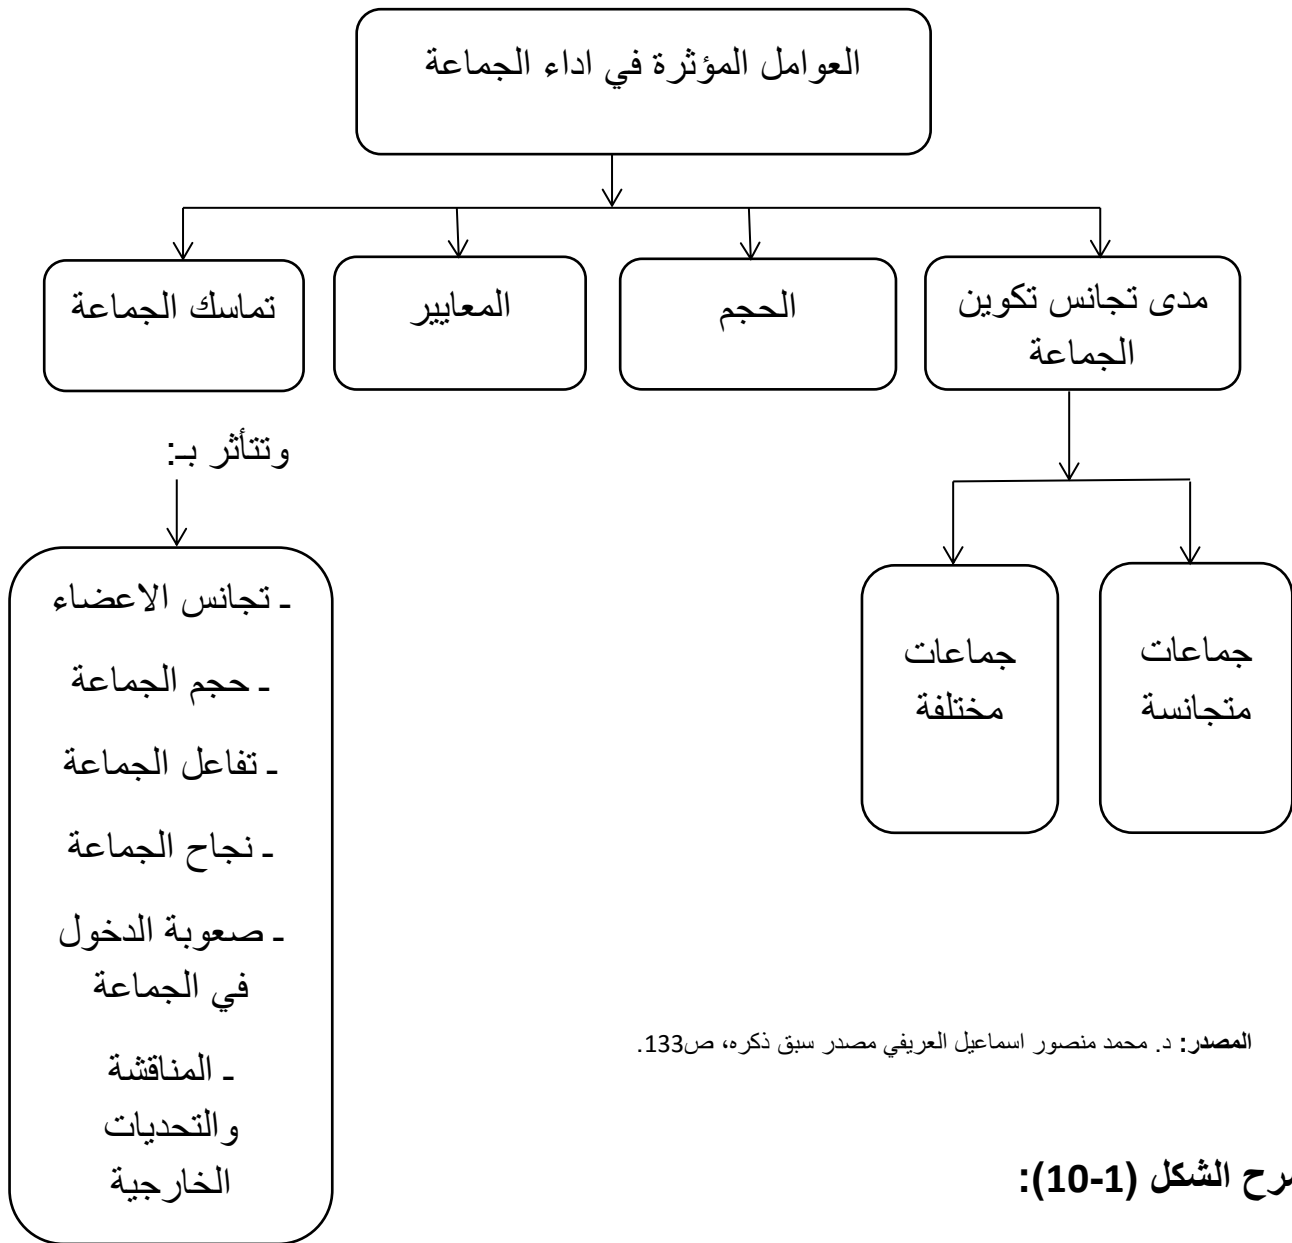 العوامل المؤثرة في اداء الجماعة
مدى تجانس تكوين
الجماعة
الحجم
المعايير
تماسك الجماعة
وتتأثر بـ:
جماعات
متجانسة
جماعات
مختلفة
ـ تجانس الاعضاء
ـ حجم الجماعة
ـ تفاعل الجماعة
ـ نجاح الجماعة
ـ صعوبة الدخول
في الجماعة
ـ المناقشة
والتحديات
الخارجية
المصدر: د. محمد منصور اسماعيل العريفي مصدر سبق ذكره، ص133.
الشكل (1-10):